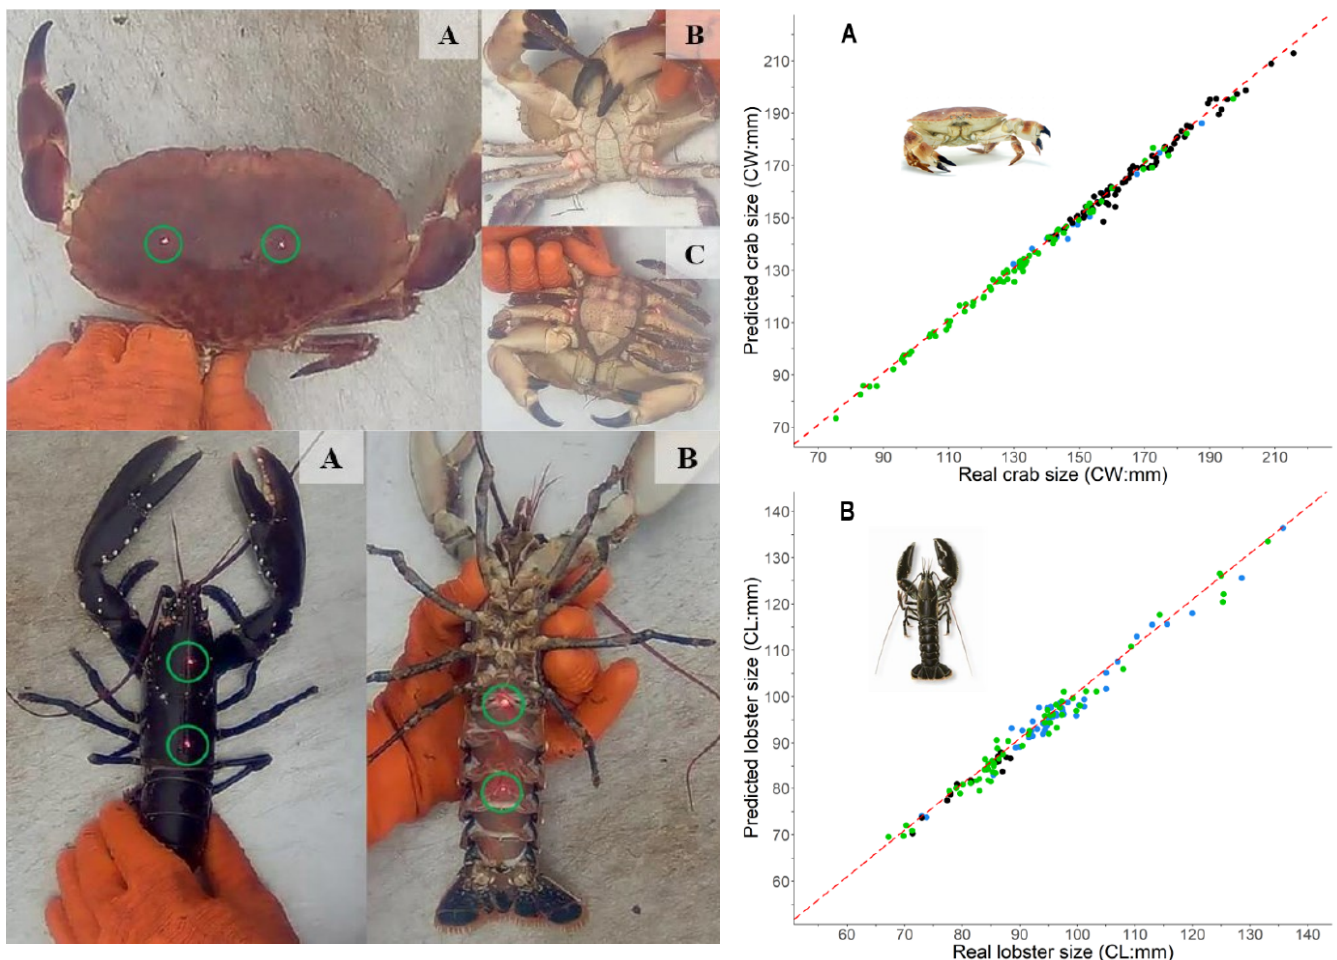 A
B
C
A
B
A
Predicted crab size (CW:mm)
210
190
170
150
130
110
90
70
70 90 110 130 150 170 190 210
Real crab size (CW:mm)
B
Predicted lobster size (CL:mm)
140
130
120
110
100
90
80
70
60
60 70 80 90 100 110 120 130 140
Real lobster size (CL:mm)